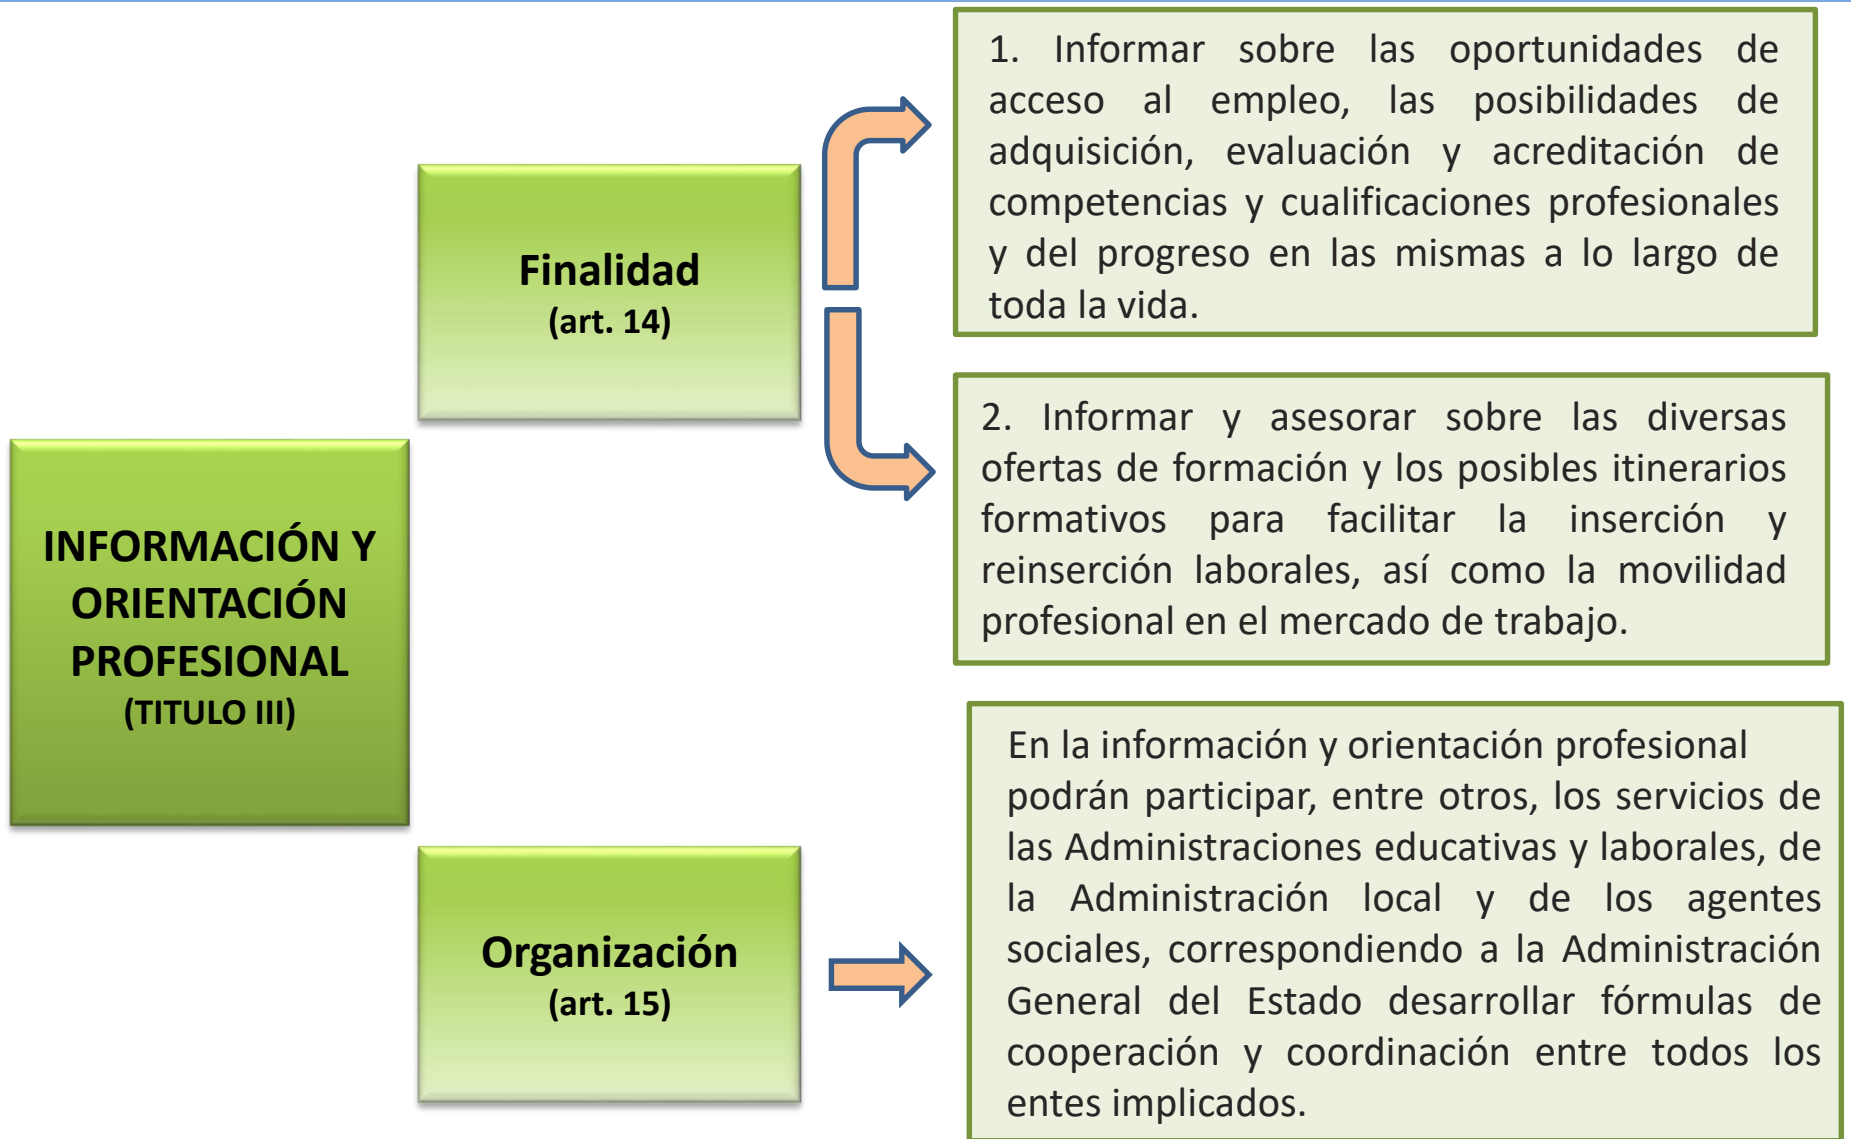 INFORMACIÓN Y
ORIENTACIÓN
PROFESIONAL
(TITULO III)
Finalidad
(art. 14)
1. Informar sobre las oportunidades de
acceso al empleo, las posibilidades de
adquisición, evaluación y acreditación de
competencias y cualificaciones profesionales
y del progreso en las mismas a lo largo de
toda la vida.
2. Informar y asesorar sobre las diversas
ofertas de formación y los posibles itinerarios
formativos para facilitar la inserción y
reinserción laborales, así como la movilidad
profesional en el mercado de trabajo.
Organización
(art. 15)
En la información y orientación profesional
podrán participar, entre otros, los servicios de
las Administraciones educativas y laborales, de
la Administración local y de los agentes
sociales, correspondiendo a la Administración
General del Estado desarrollar fórmulas de
cooperación y coordinación entre todos los
entes implicados.